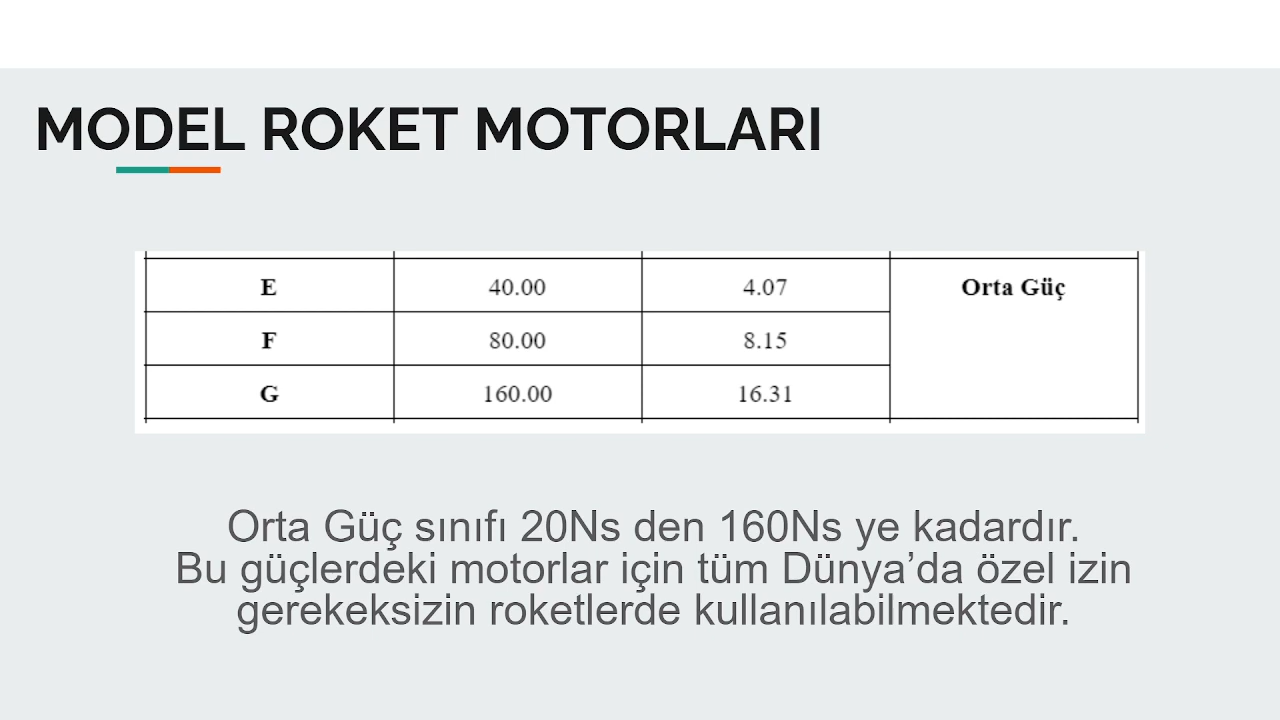 MODEL ROKET MOTORLARI
E 40.00 4.07 Orta Güç
F 80.00 8.15
G 160.00 16.31
Orta Güç sınıfı 20Ns den 160Ns ye kadardır.
Bu güçlerdeki motorlar için tüm Dünya’da özel izin
gerekeksizin roketlerde kullanılabilmektedir.